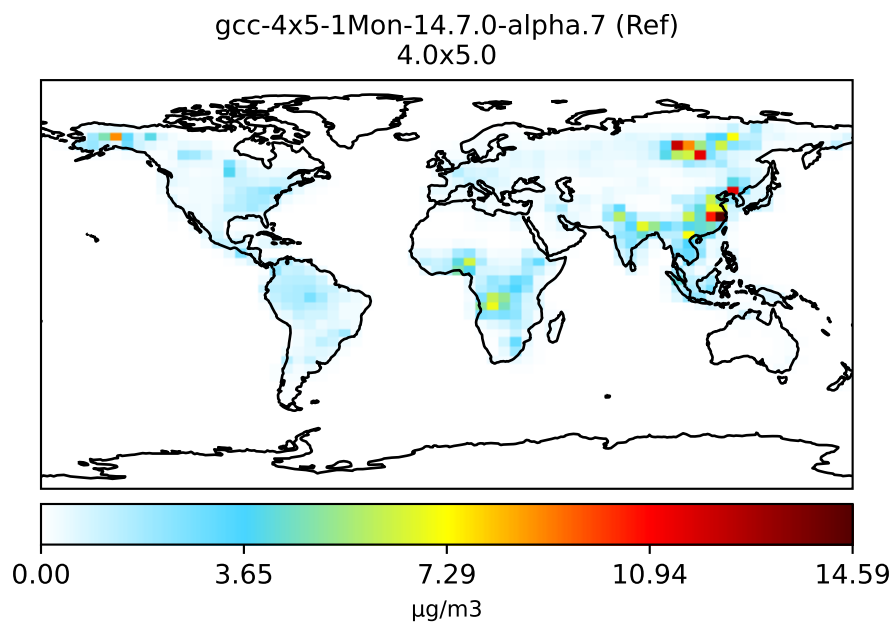 gcc-4x5-1Mon-14.7.0-alpha.7 (Ref)
4.0x5.0
0.00 3.65 7.29 10.94 14.59
μg/m3